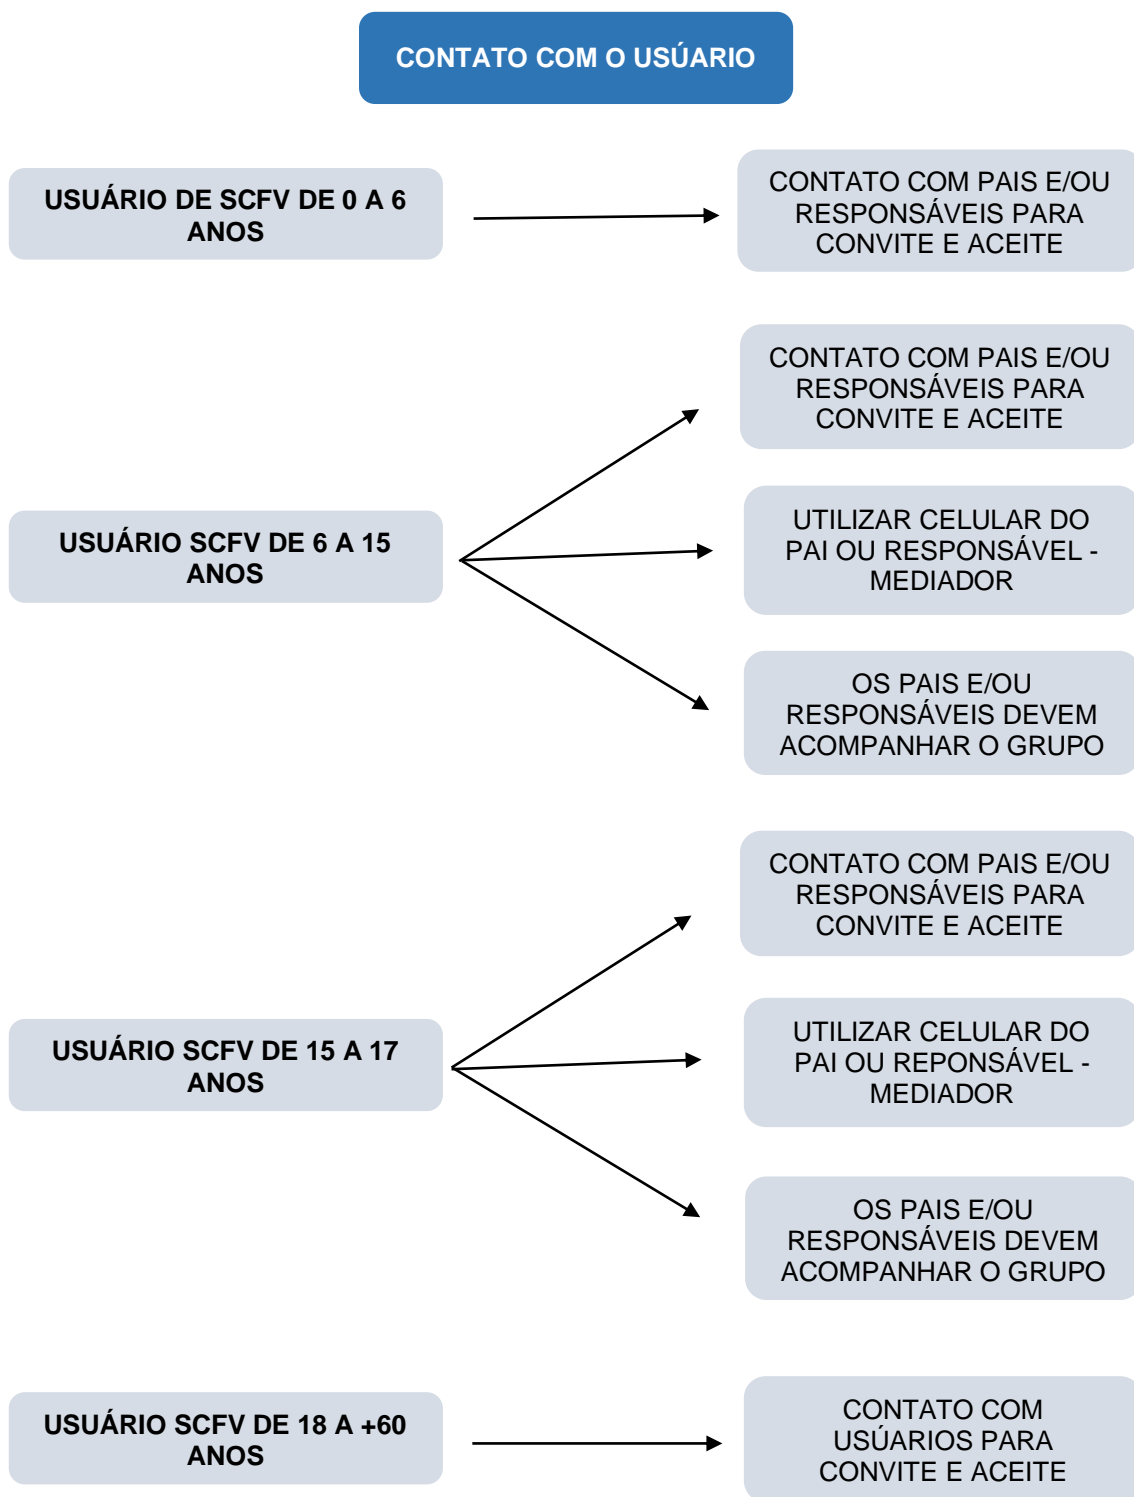 CONTATO COM O USÚARIO
USUÁRIO DE SCFV DE 0 A 6
ANOS
CONTATO COM PAIS E/OU
RESPONSÁVEIS PARA
CONVITE E ACEITE
CONTATO COM PAIS E/OU
RESPONSÁVEIS PARA
CONVITE E ACEITE
USUÁRIO SCFV DE 6 A 15
ANOS
UTILIZAR CELULAR DO
PAI OU RESPONSÁVEL -
MEDIADOR
OS PAIS E/OU
RESPONSÁVEIS DEVEM
ACOMPANHAR O GRUPO
CONTATO COM PAIS E/OU
RESPONSÁVEIS PARA
CONVITE E ACEITE
USUÁRIO SCFV DE 15 A 17
ANOS
UTILIZAR CELULAR DO
PAI OU REPONSÁVEL -
MEDIADOR
OS PAIS E/OU
RESPONSÁVEIS DEVEM
ACOMPANHAR O GRUPO
USUÁRIO SCFV DE 18 A +60
ANOS
CONTATO COM
USÚARIOS PARA
CONVITE E ACEITE